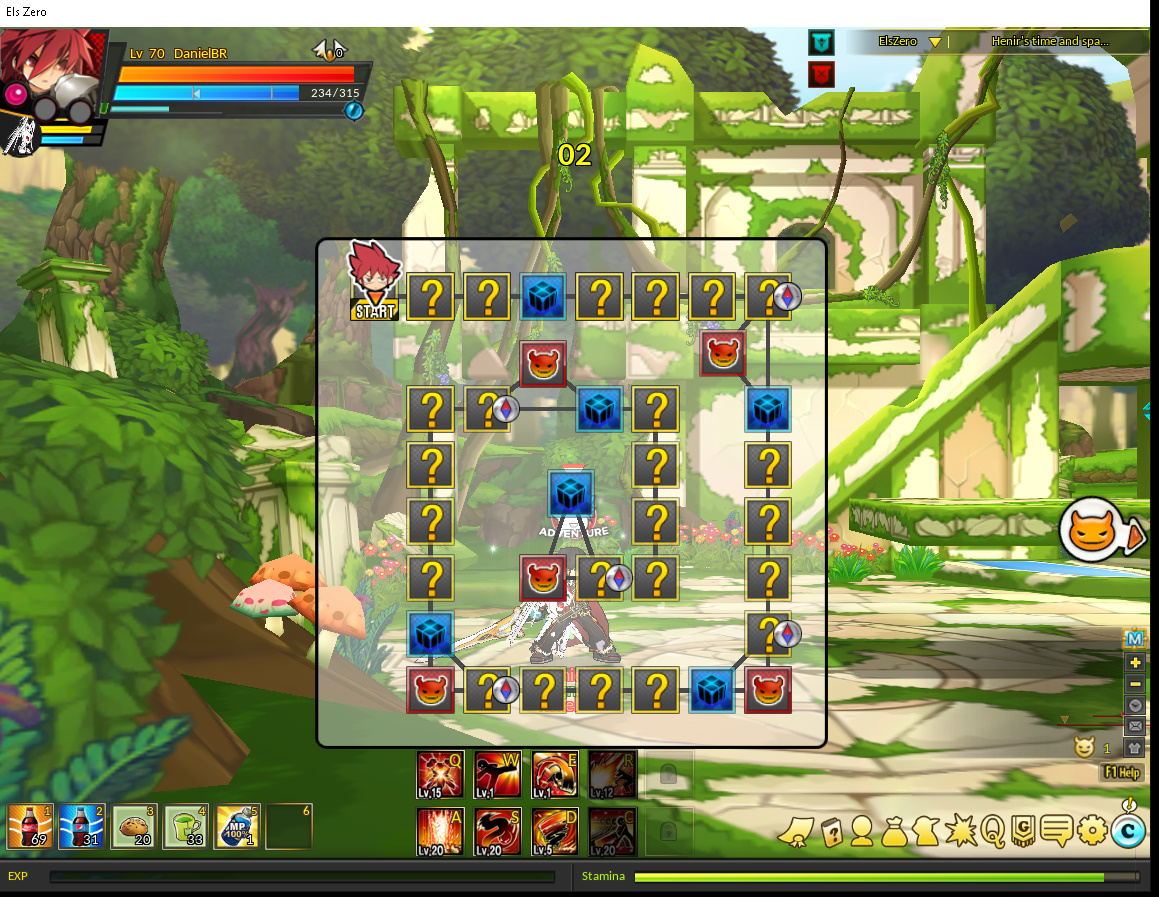 Els Zero
Lv 70 DanielBR
0
ElsZero
Henir's time and spa...
234/315
02
START
? ? ? ? ? ?
? ? ?
? ? ?
? ? ?
? ? ? ?
?
? ? ? ?
ADVENTURE
M
1
F1 Help
Q W E R
Lv.15 Lv.1 Lv.1 Lv.12
A S D C
Lv.20 Lv.20 Lv.5 Lv.20
1 2 3 4 5 6
MP
100%
69 31 20 33 1
EXP
Stamina